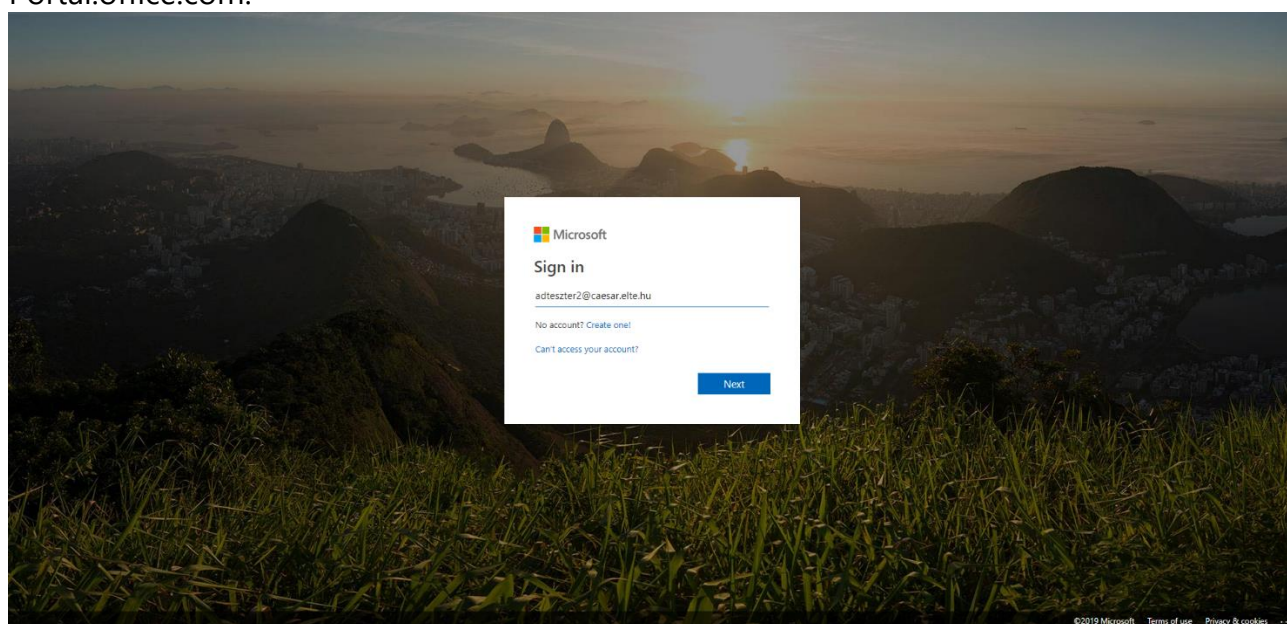 Portal.office.com:
Microsoft
Sign in
adteszter2@caesar.elte.hu
No account? Create one!
Can't access your account?
Next
©2019 Microsoft Terms of use Privacy & cookies